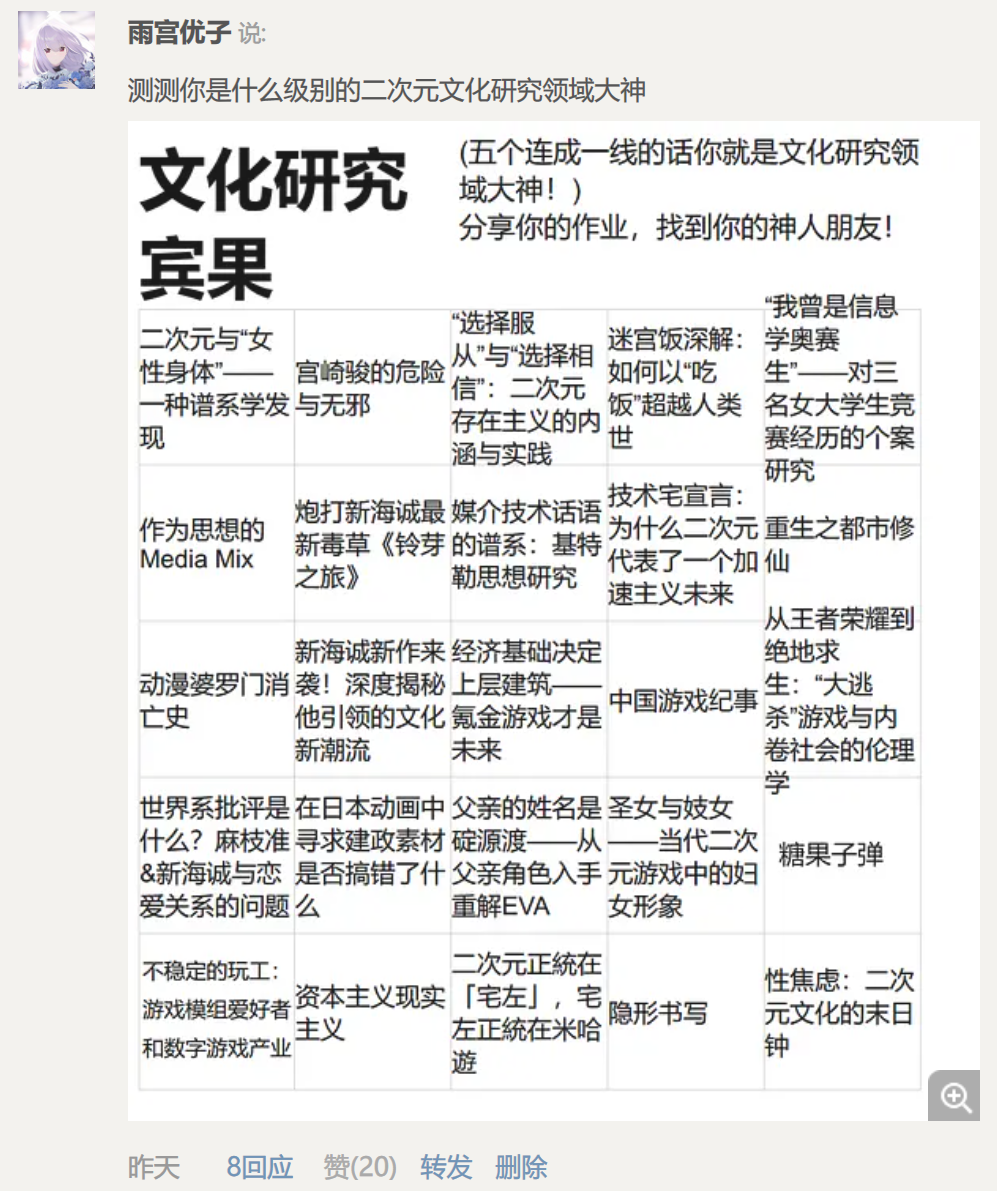 雨宫优子 说:
测测你是什么级别的二次元文化研究领域大神
文化研究
宾果
(五个连成一线的话你就是文化研究领
域大神！)
分享你的作业，找到你的神人朋友！
二次元与“女
性身体”——
一种谱系学发
现
宫崎骏的危险
与无邪
“选择服
从”与“选择相
信”：二次元
存在主义的内
涵与实践
迷宫饭深解：
如何以“吃
饭”超越人类
世
“我曾是信息
学奥赛
生”——对三
名女大学生竞
赛经历的个案
研究
作为思想的
Media Mix
炮打新海诚最
新毒草《铃芽
之旅》
媒介技术话语
的谱系：基特
勒思想研究
技术宅宣言：
为什么二次元
代表了一个加
速主义未来
重生之都市修
仙
动漫婆罗门消
亡史
新海诚新作来
袭！深度揭秘
他引领的文化
新潮流
经济基础决定
上层建筑——
氪金游戏才是
未来
中国游戏纪事
从王者荣耀到
绝地求
生：“大逃
杀”游戏与内
卷社会的伦理
学
世界系批评是
什么？麻枝准
&新海诚与恋
爱关系的问题
在日本动画中
寻求建政素材
是否搞错了什
么
父亲的姓名是
碇源渡——从
父亲角色入手
重解EVA
圣女与妓女
——当代二次
元游戏中的妇
女形象
糖果子弹
不稳定的玩工：
游戏模组爱好者
和数字游戏产业
资本主义现实
主义
二次元正統在
「宅左」，宅
左正統在米哈
遊
隐形书写
性焦虑：二次
元文化的末日
钟
昨天 8回应 赞(20) 转发 删除